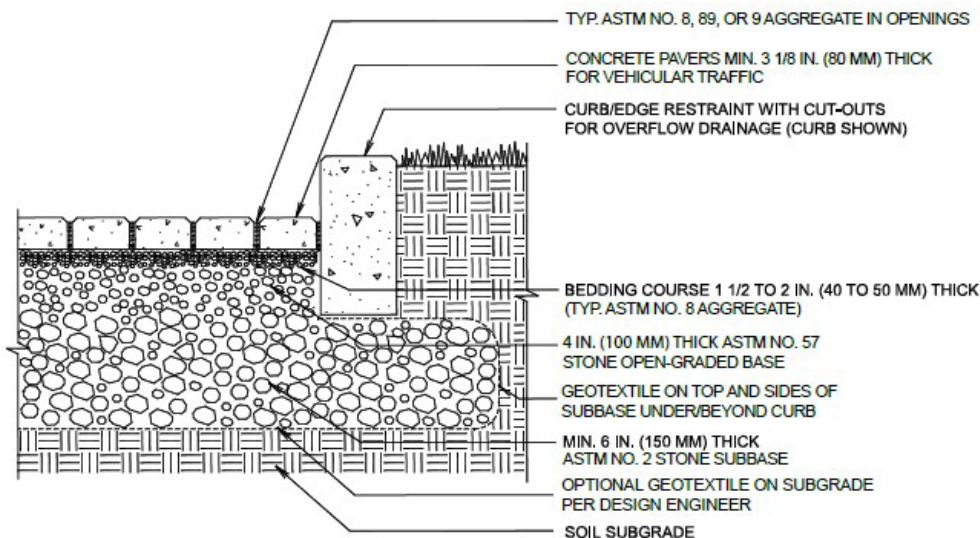 TYP. ASTM NO. 8, 89, OR 9 AGGREGATE IN OPENINGS
CONCRETE PAVERS MIN. 3 1/8 IN. (80 MM) THICK
FOR VEHICULAR TRAFFIC
CURB/EDGE RESTRAINT WITH CUT-OUTS
FOR OVERFLOW DRAINAGE (CURB SHOWN)
BEDDING COURSE 1 1/2 TO 2 IN. (40 TO 50 MM) THICK
(TYP. ASTM NO. 8 AGGREGATE)
4 IN. (100 MM) THICK ASTM NO. 57
STONE OPEN-GRADED BASE
GEOTEXTILE ON TOP AND SIDES OF
SUBBASE UNDER/BEYOND CURB
MIN. 6 IN. (150 MM) THICK
ASTM NO. 2 STONE SUBBASE
OPTIONAL GEOTEXTILE ON SUBGRADE
PER DESIGN ENGINEER
SOIL SUBGRADE